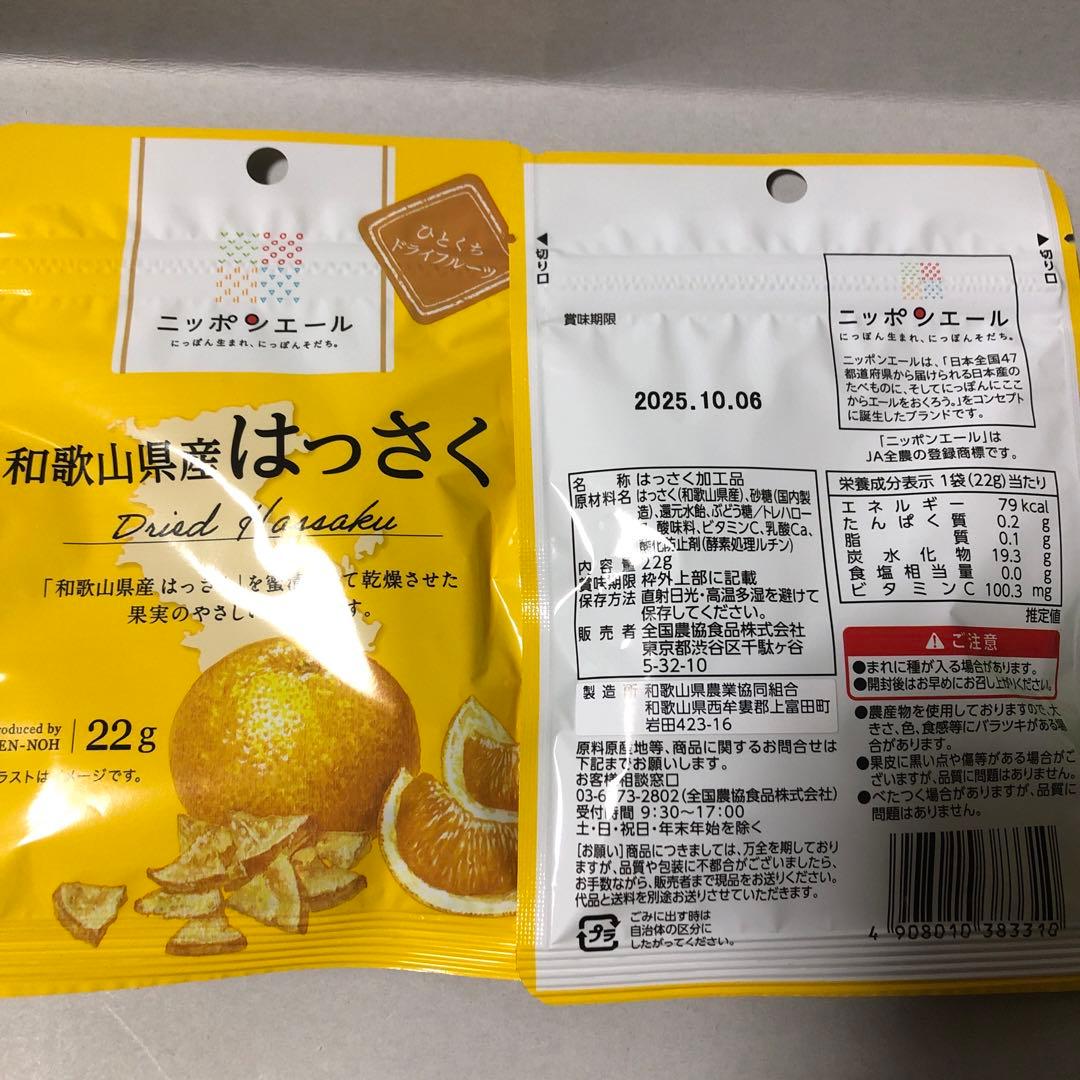 ひとくち
ドライフルーツ
ニッポンエール
にっぽん生まれ、にっぽんそだち。
和歌山県産はっさく
Dried Hassaku
「和歌山県産 はっさく」を蜜漬 て乾燥させた
果実のやさしい す。
roduced by
EN-NOH
22g
ラストは メージです。
切り口
切り口
賞味期限
2025.10.06
ニッポンエール
にっぽん生まれ、にっぽんそだち。
ニッポンエールは、「日本全国47
都道府県から届けられる日本産の
たべものに、そしてにっぽんにここ
からエールをおくろう。」をコンセプト
に誕生したブランドです。
「ニッポンエール」は
JA全農の登録商標です。
名称 はっさく加工品
原材料名 はっさく(和歌山県産)、砂糖(国内製
造)、還元水飴、ぶどう糖/トレハロー
、酸味料、ビタミンC、乳酸Ca、
酸化防止剤(酵素処理ルチン)
内容量 22g
賞味期限 枠外上部に記載
保存方法 直射日光・高温多湿を避けて
保存してください。
販売者 全国農協食品株式会社
東京都渋谷区千駄ヶ谷
5-32-10
製造所 和歌山県農業協同組合
和歌山県西牟婁郡上富田町
岩田423-16
原料原産地等、商品に関するお問合せは
下記までお願いします。
お客様相談窓口
03-6 73-2802(全国農協食品株式会社)
受付時間 9:30~17:00
土・日・祝日・年末年始を除く
[お願い]商品につきましては、万全を期しており
ますが、品質や包装に不都合がございましたら、
お手数ながら、販売者まで現品をお送りください。
代品と送料を別途お送りさせていただきます。
プラ
ごみに出す時は
自治体の区分に
したがってください。
栄養成分表示 1袋(22g)当たり
エネルギー 79 kcal
たんぱく質 0.2 g
脂質 0.1 g
炭水化物 19.3 g
食塩相当量 0.0 g
ビタミンC 100.3 mg
推定値
ご注意
●まれに種が入る場合があります。
●開封後はお早めにお召し上がりください。
●農産物を使用しておりますので、大
きさ、色、食感等にバラツキがある場
合があります。
●果皮に黒い点や傷等がある場合がご
ざいますが、品質に問題はありません。
●べたつく場合がありますが、品質に
問題はありません。
4 908010 383310